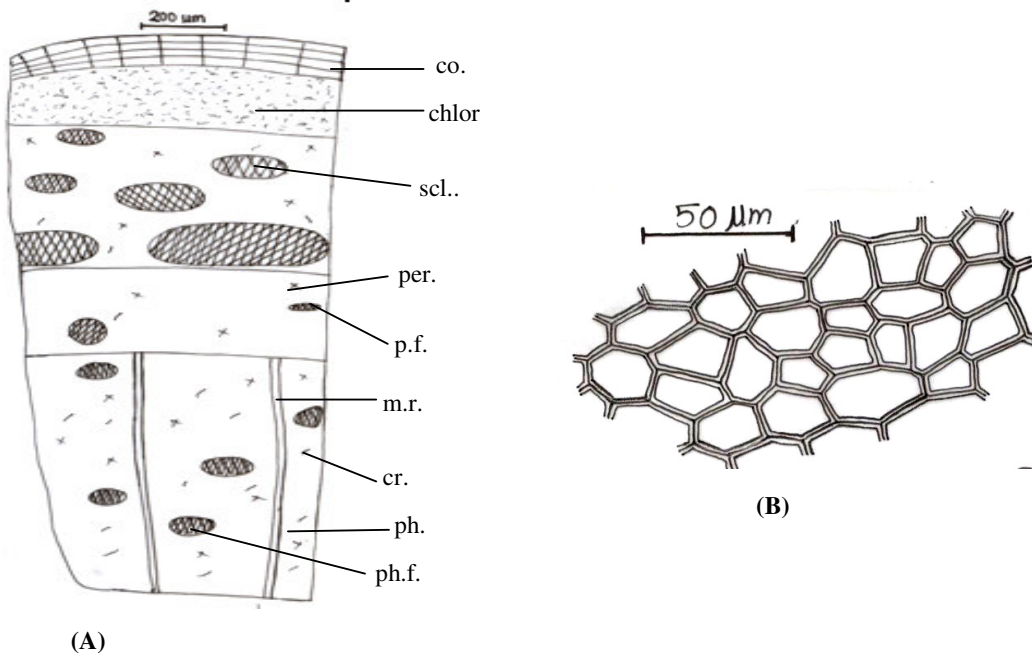 200 µm
co.
chlor
scl..
per.
p.f.
m.r.
cr.
ph.
ph.f.
(A)
50 µm
(B)